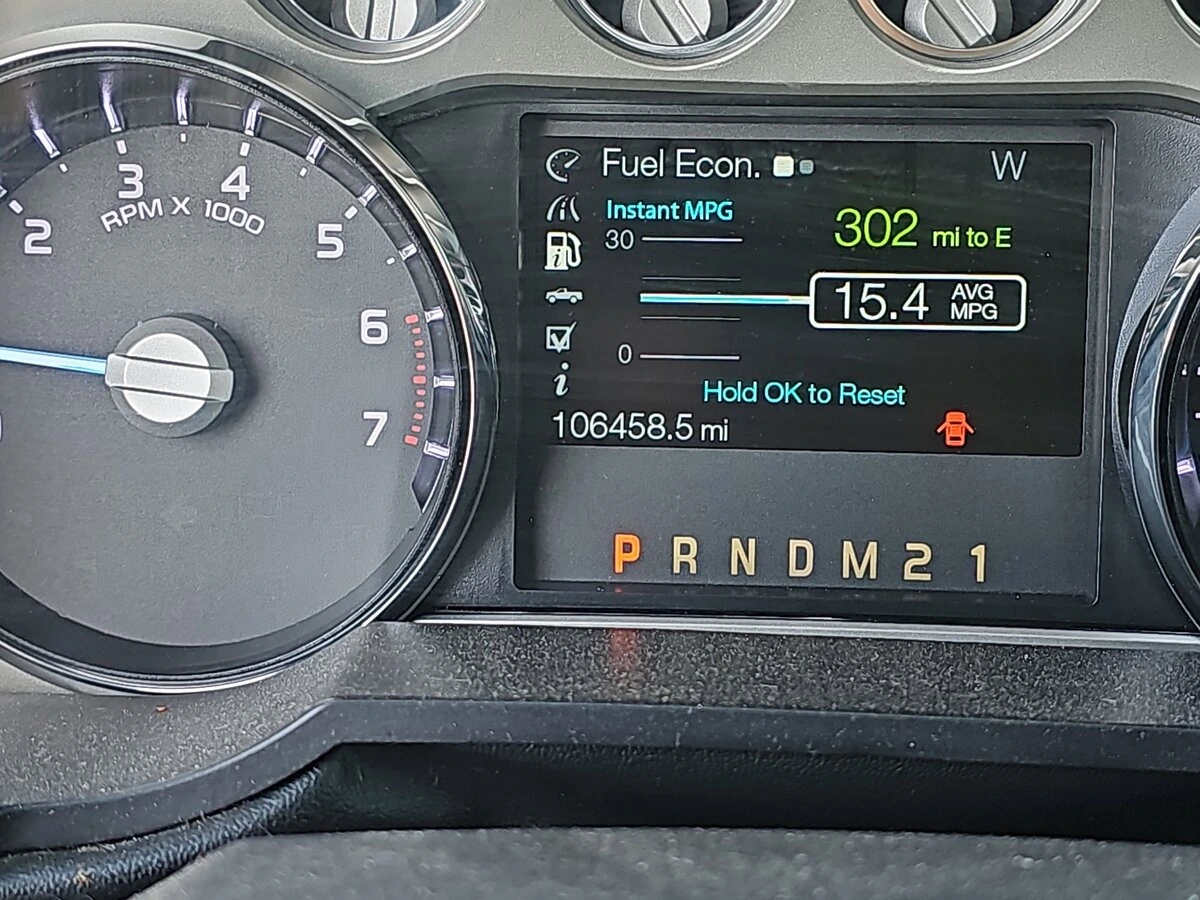 2 3 4 5 6 7
RPM X 1000
Fuel Econ. W
Instant MPG
30
302 mi to E
15.4 AVG MPG
0
Hold OK to Reset
i
106458.5 mi
P R N D M 2 1